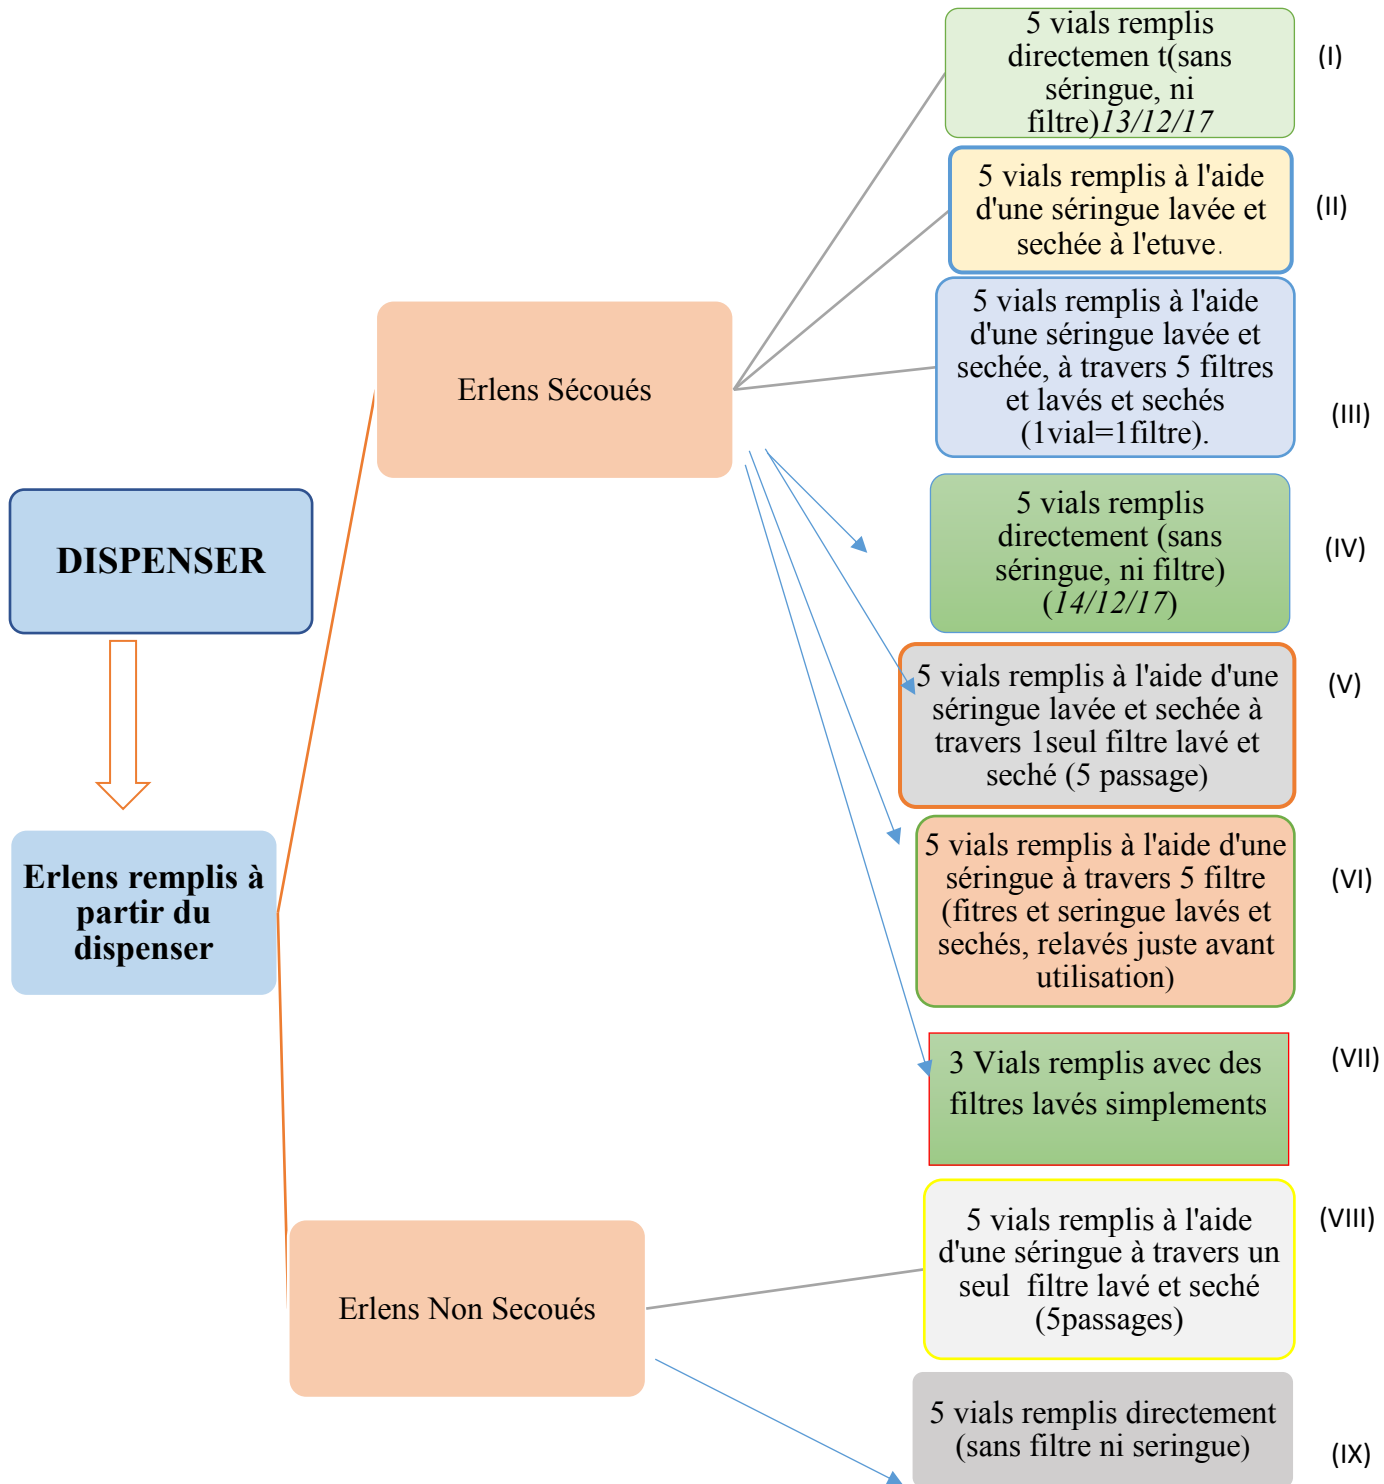 5 vials remplis
directemen t(sans
séringue, ni
filtre)13/12/17
(I)
5 vials remplis à l'aide
d'une séringue lavée et
sechée à l'etuve.
(II)
5 vials remplis à l'aide
d'une séringue lavée et
sechée, à travers 5 filtres
et lavés et sechés
(1vial=1filtre).
(III)
Erlens Sécoués
5 vials remplis
directement (sans
séringue, ni filtre)
(14/12/17)
(IV)
DISPENSER
5 vials remplis à l'aide d'une
séringue lavée et sechée à
travers 1seul filtre lavé et
seché (5 passage)
(V)
Erlens remplis à
partir du
dispenser
5 vials remplis à l'aide d'une
séringue à travers 5 filtre
(fitres et seringue lavés et
sechés, relavés juste avant
utilisation)
(VI)
3 Vials remplis avec des
filtres lavés simplements
(VII)
Erlens Non Secoués
5 vials remplis à l'aide
d'une séringue à travers un
seul filtre lavé et seché
(5passages)
(VIII)
5 vials remplis directement
(sans filtre ni seringue)
(IX)